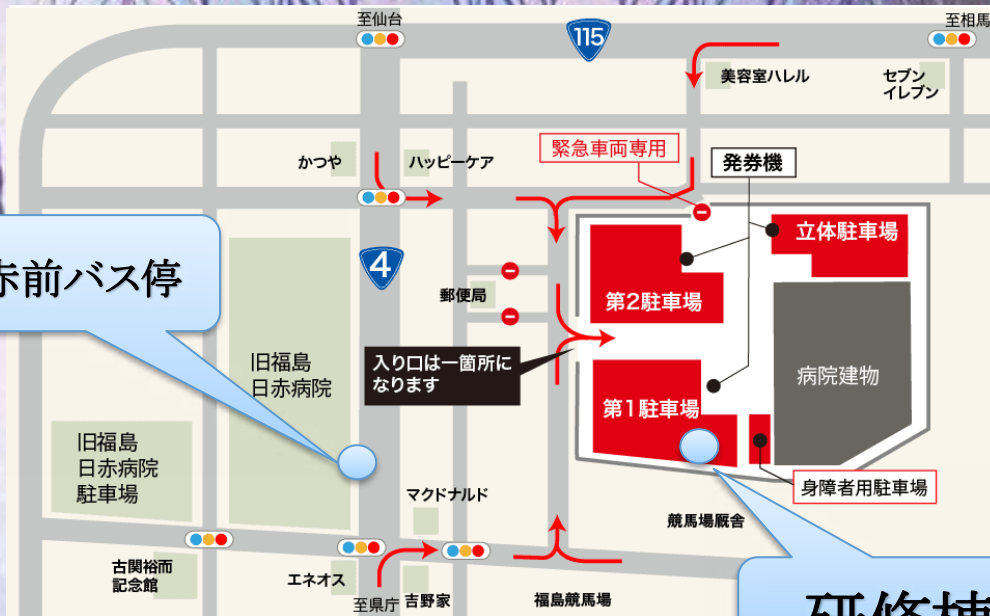 至仙台
115
至相馬
美容室ハレル
セブン
イレブン
かつや
ハッピーケア
緊急車両専用
発券機
立体駐車場
赤前バス停
4
郵便局
第2駐車場
旧福島
日赤病院
入り口は一箇所に
なります
病院建物
第1駐車場
旧福島
日赤病院
駐車場
マクドナルド
身障者用駐車場
競馬場厩舎
古関裕而
記念館
エネオス
至県庁
吉野家
福島競馬場
研修棟